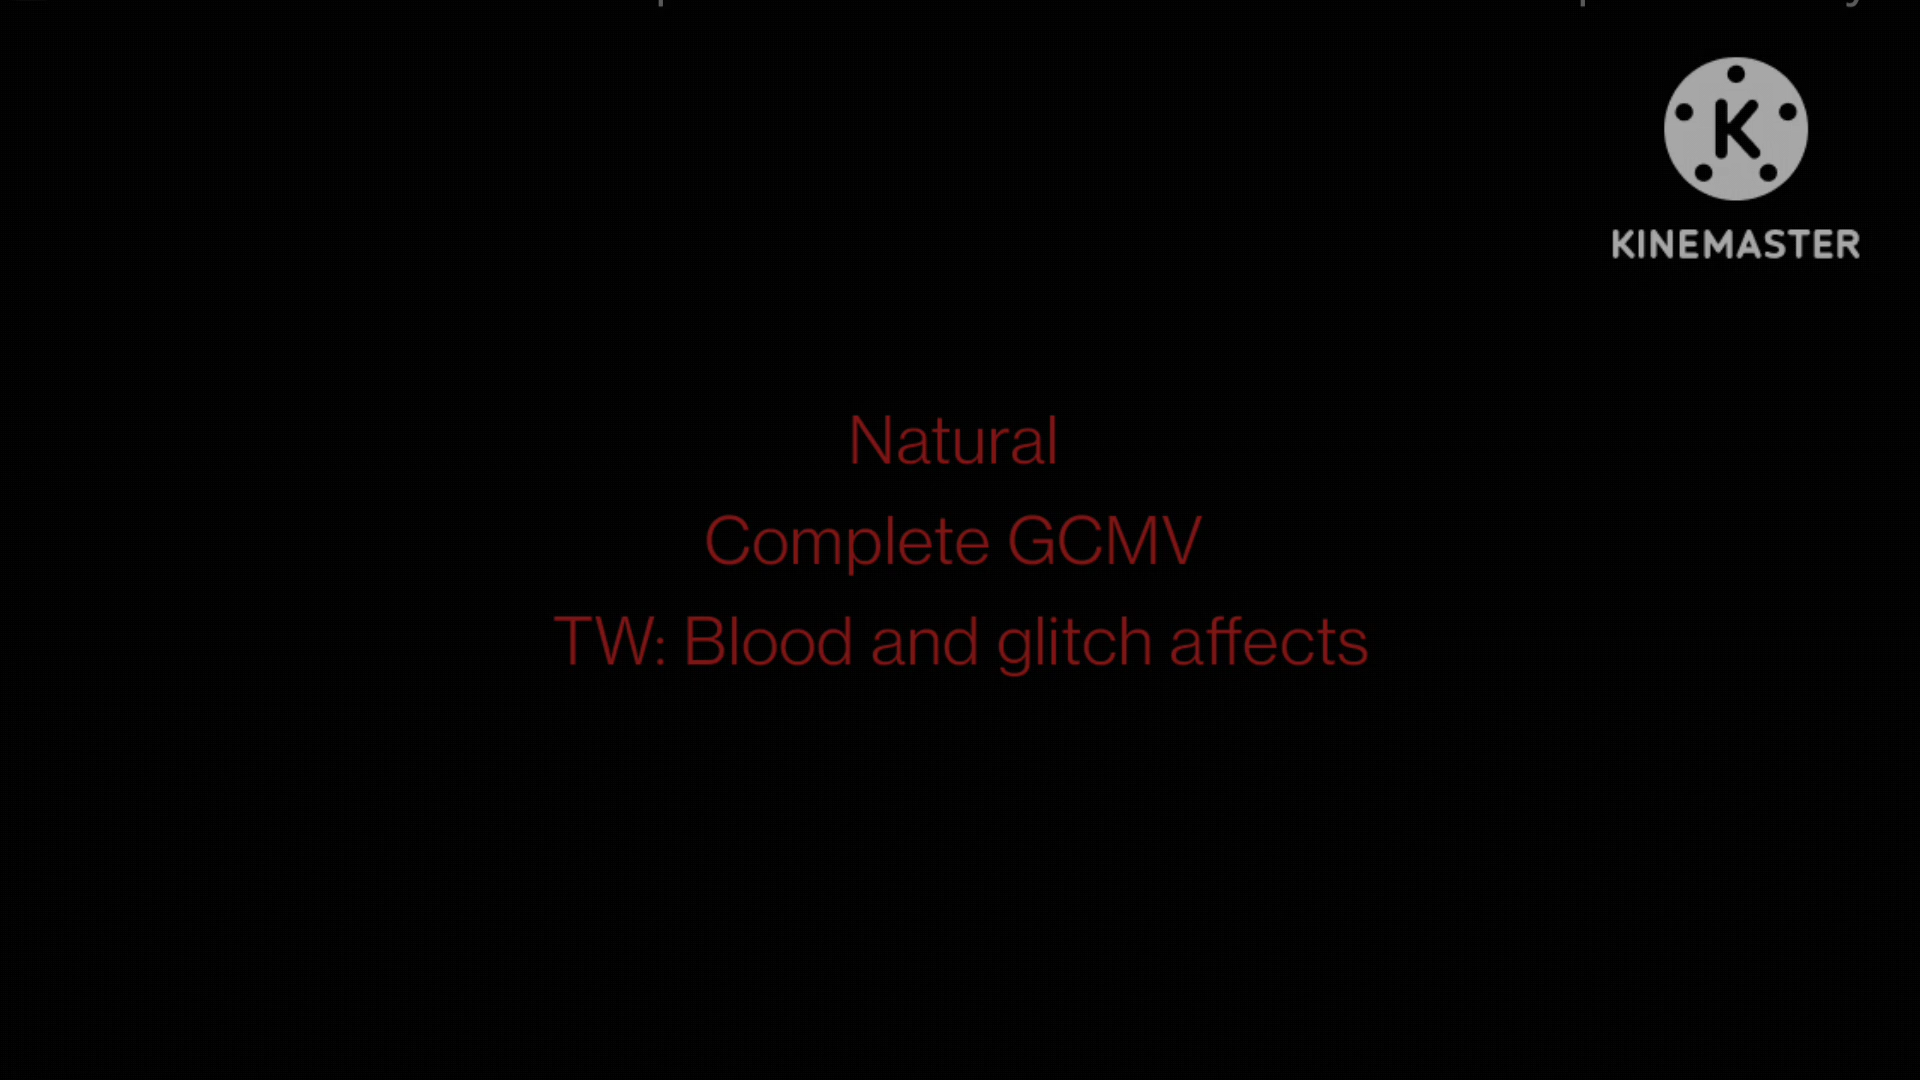 K
KINEMASTER
Natural
Complete GCMV
TW: Blood and glitch affects